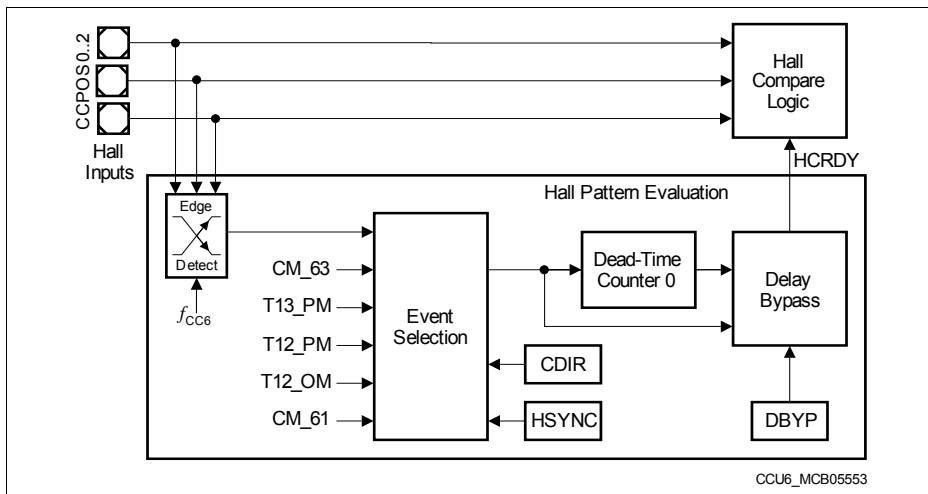 CCPOS0..2
Hall
Inputs
Hall
Compare
Logic
HCRDY
Hall Pattern Evaluation
Edge
Detect
fCC6
CM_63
T13_PM
T12_PM
T12_OM
CM_61
Event
Selection
Dead-Time
Counter 0
Delay
Bypass
CDIR
HSYNC
DBYP
CCU6_MCB05553